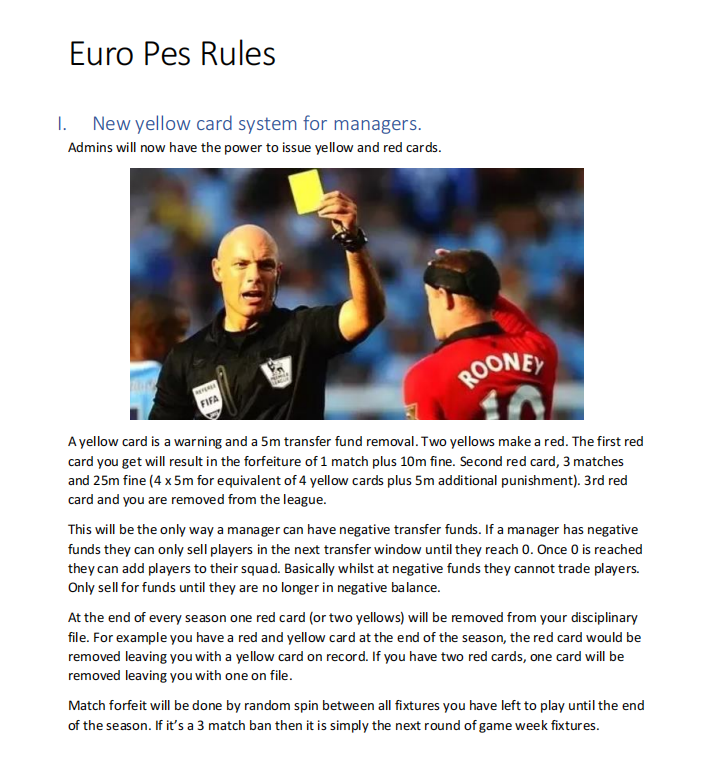 Euro Pes Rules
I. New yellow card system for managers.
Admins will now have the power to issue yellow and red cards.
REFEREE
FIFA
PREMIER
LEAGUE
ROONEY
10
A yellow card is a warning and a 5m transfer fund removal. Two yellows make a red. The first red
card you get will result in the forfeiture of 1 match plus 10m fine. Second red card, 3 matches
and 25m fine (4 x 5m for equivalent of 4 yellow cards plus 5m additional punishment). 3rd red
card and you are removed from the league.
This will be the only way a manager can have negative transfer funds. If a manager has negative
funds they can only sell players in the next transfer window until they reach 0. Once 0 is reached
they can add players to their squad. Basically whilst at negative funds they cannot trade players.
Only sell for funds until they are no longer in negative balance.
At the end of every season one red card (or two yellows) will be removed from your disciplinary
file. For example you have a red and yellow card at the end of the season, the red card would be
removed leaving you with a yellow card on record. If you have two red cards, one card will be
removed leaving you with one on file.
Match forfeit will be done by random spin between all fixtures you have left to play until the end
of the season. If it’s a 3 match ban then it is simply the next round of game week fixtures.